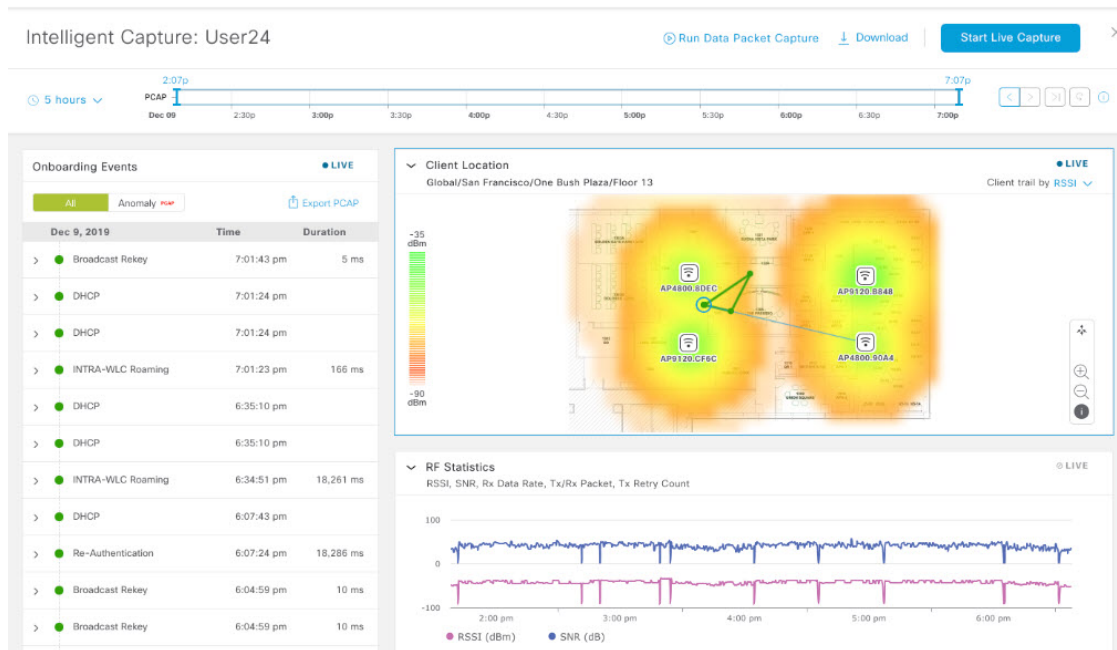 Intelligent Capture: User24
Run Data Packet Capture Download Start Live Capture
2:07p 7:07p
5 hours PCAP
Dec 09 2:30p 3:00p 3:30p 4:00p 4:30p 5:00p 5:30p 6:00p 6:30p 7:00p
Onboarding Events LIVE
All Anomaly PCAP Export PCAP
Dec 9, 2019 Time Duration
Broadcast Rekey 7:01:43 pm 5 ms
DHCP 7:01:24 pm
DHCP 7:01:24 pm
INTRA-WLC Roaming 7:01:23 pm 166 ms
DHCP 6:35:10 pm
DHCP 6:35:10 pm
INTRA-WLC Roaming 6:34:51 pm 18,261 ms
DHCP 6:07:43 pm
Re-Authentication 6:07:24 pm 18,286 ms
Broadcast Rekey 6:04:59 pm 10 ms
Broadcast Rekey 6:04:59 pm 10 ms
Client Location LIVE
Global/San Francisco/One Bush Plaza/Floor 13 Client trail by RSSI
-35
dBm
AP4800.8DEC AP9120.B848
AP9120.CF6C AP4800.90A4
-90
dBm
RF Statistics LIVE
RSSI, SNR, Rx Data Rate, Tx/Rx Packet, Tx Retry Count
100
0
-100
2:00 pm 3:00 pm 4:00 pm 5:00 pm 6:00 pm
RSSI (dBm) SNR (dB)